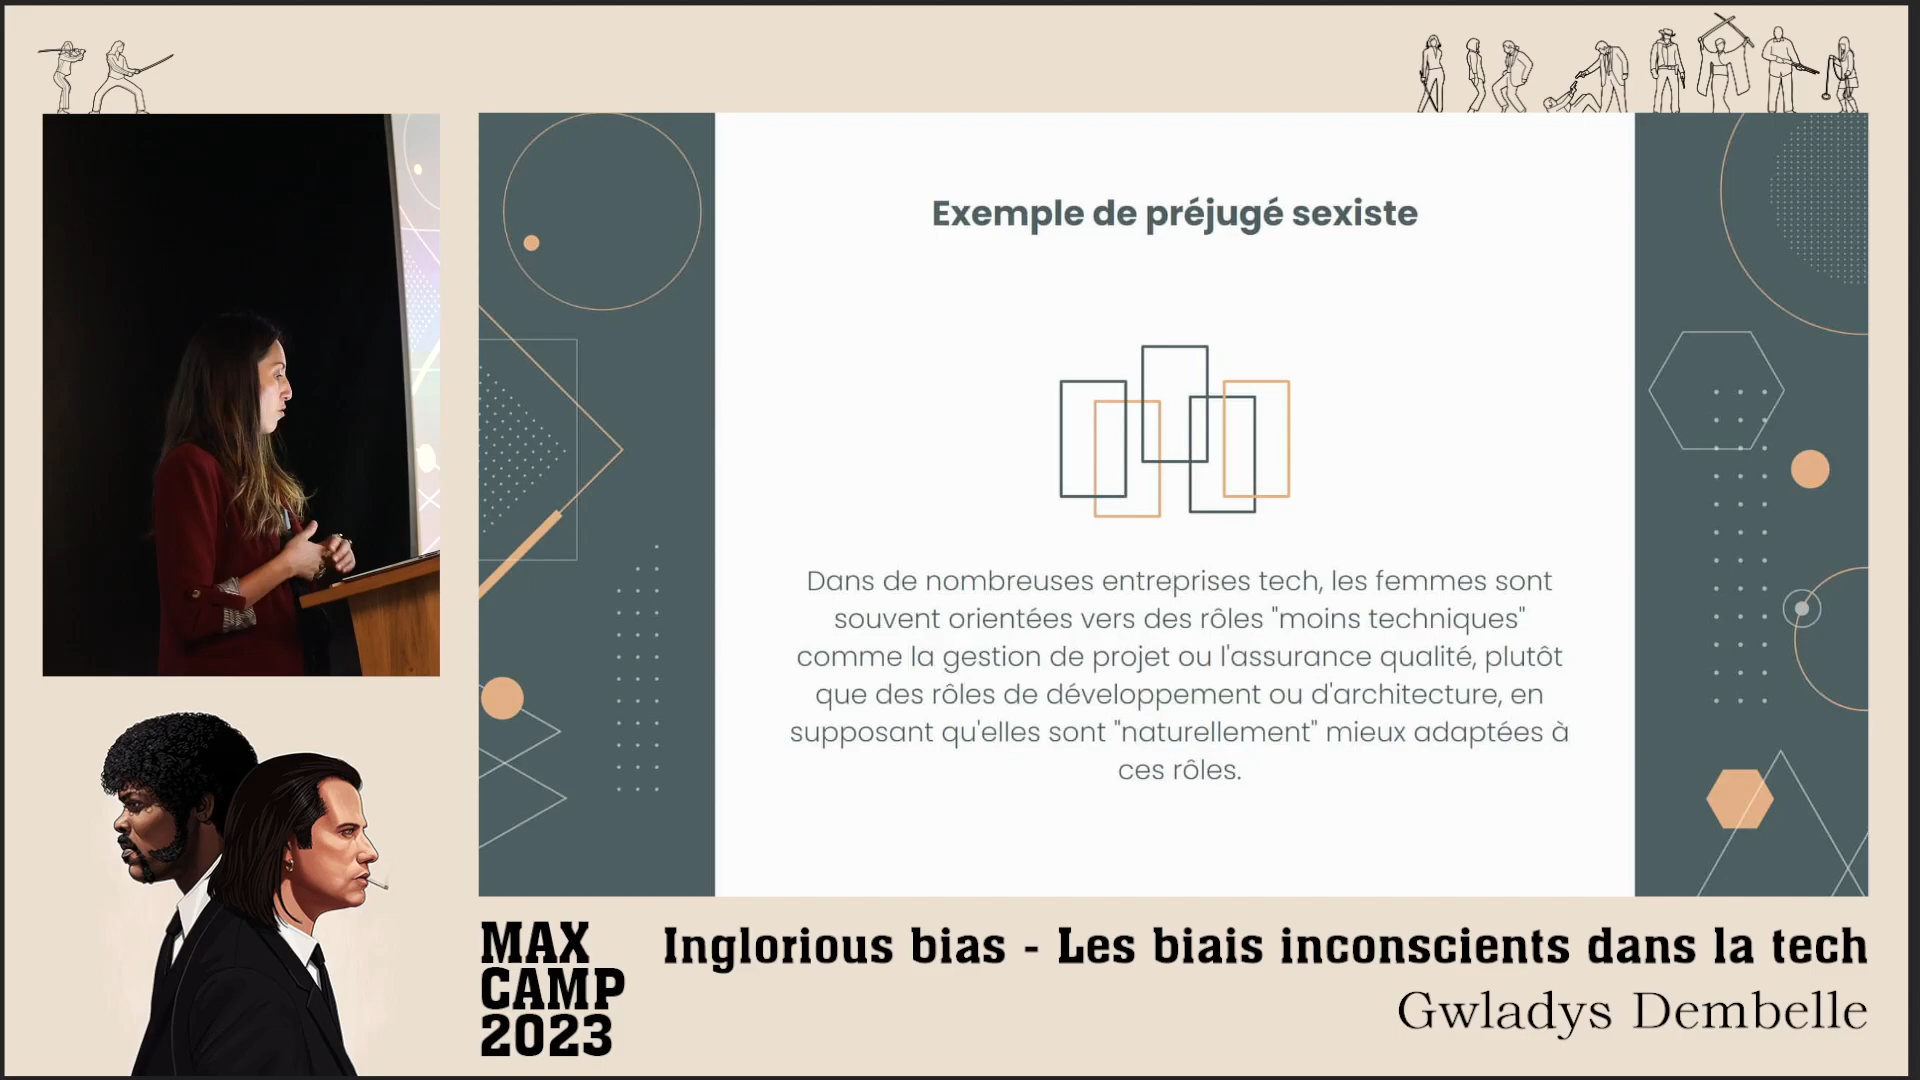 Exemple de préjugé sexiste
Dans de nombreuses entreprises tech, les femmes sont
souvent orientées vers des rôles "moins techniques"
comme la gestion de projet ou l'assurance qualité, plutôt
que des rôles de développement ou d'architecture, en
supposant qu'elles sont "naturellement" mieux adaptées à
ces rôles.
MAX
CAMP
2023
Inglorious bias - Les biais inconscients dans la tech
Gwladys Dembelle